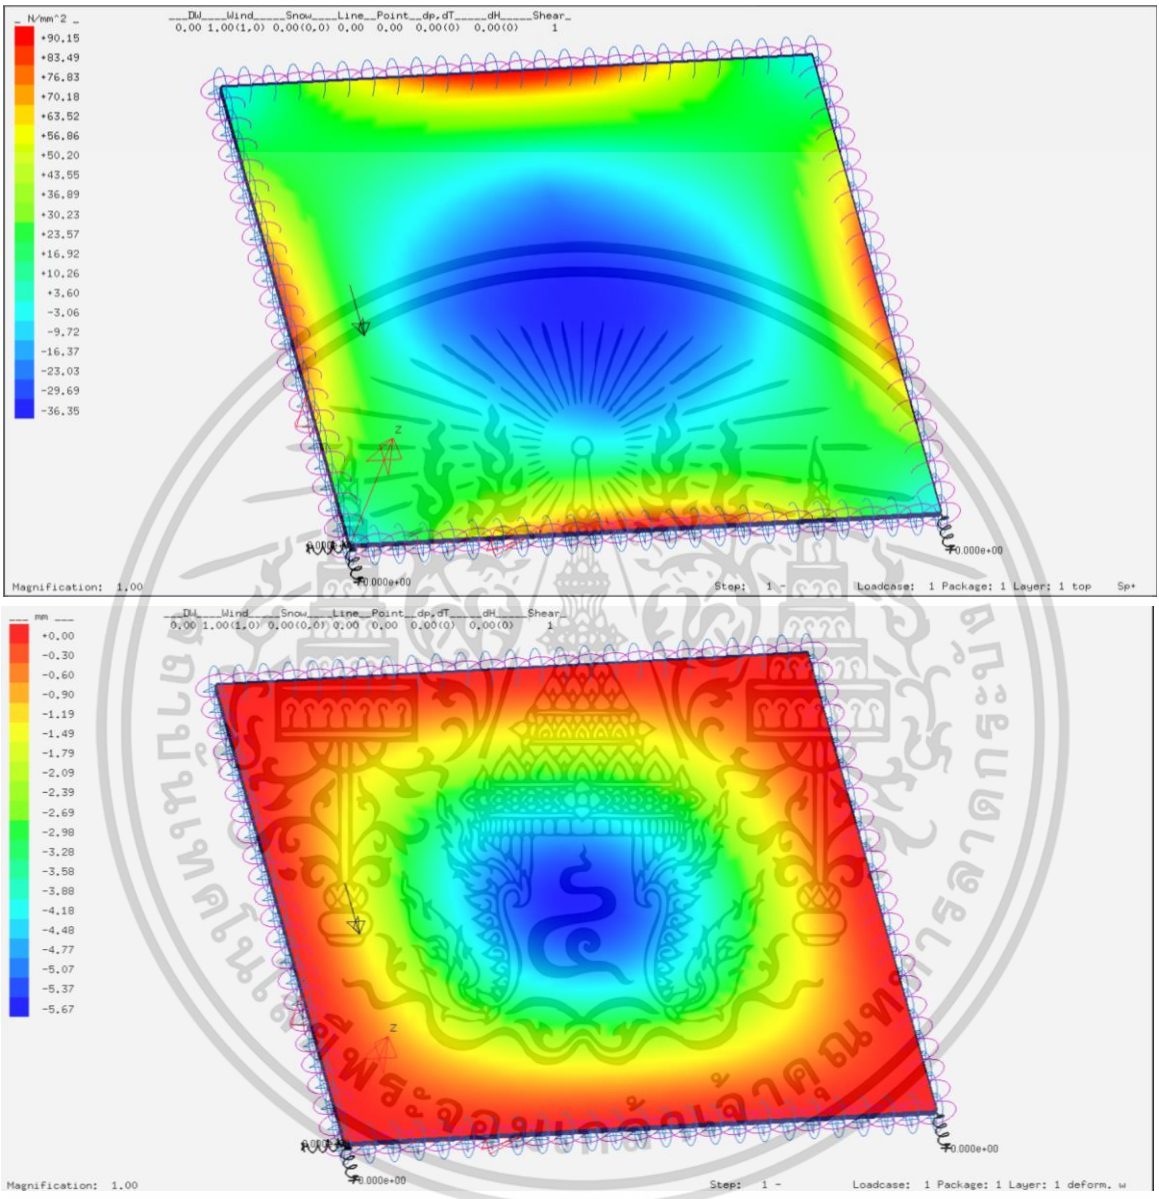 _ N/mm^2 _
___DW____Wind_____Snow____Line__Point__dp,dT_____dH_____Shear_
0.00 1.00(1,0) 0.00(0,0) 0.00 0.00 0.00(0) 0.00(0) 1
+90.15
+83.49
+76.83
+70.18
+63.52
+56.86
+50.20
+43.55
+36.89
+30.23
+23.57
+16.92
+10.26
+3.60
-3.06
-9.72
-16.37
-23.03
-29.69
-36.35
z
0.000e+00
0.000e+00
Magnification: 1.00
Step: 1 -
Loadcase: 1 Package: 1 Layer: 1 top Sp+
___ mm ___
___DW____Wind_____Snow____Line__Point__dp,dT_____dH_____Shear_
0.00 1.00(1,0) 0.00(0,0) 0.00 0.00 0.00(0) 0.00(0) 1
+0.00
-0.30
-0.60
-0.90
-1.19
-1.49
-1.79
-2.09
-2.39
-2.69
-2.98
-3.28
-3.58
-3.88
-4.18
-4.48
-4.77
-5.07
-5.37
-5.67
z
0.000e+00
0.000e+00
Magnification: 1.00
Step: 1 -
Loadcase: 1 Package: 1 Layer: 1 deform. w